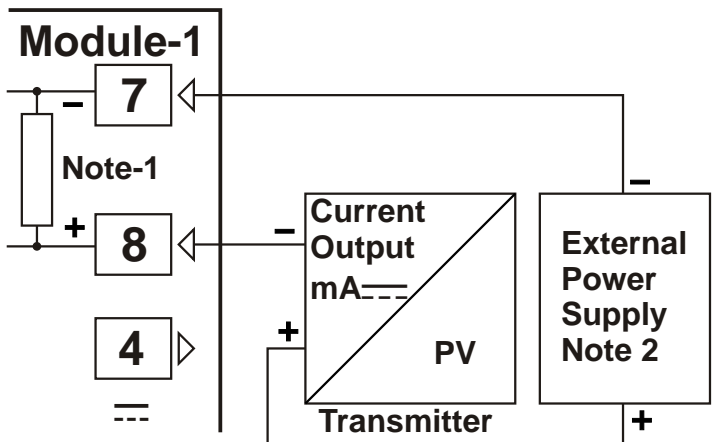 Module-1
7
–
Note-1
+
8
4
–
Current
Output
mA
+
PV
Transmitter
–
External
Power
Supply
Note 2
+